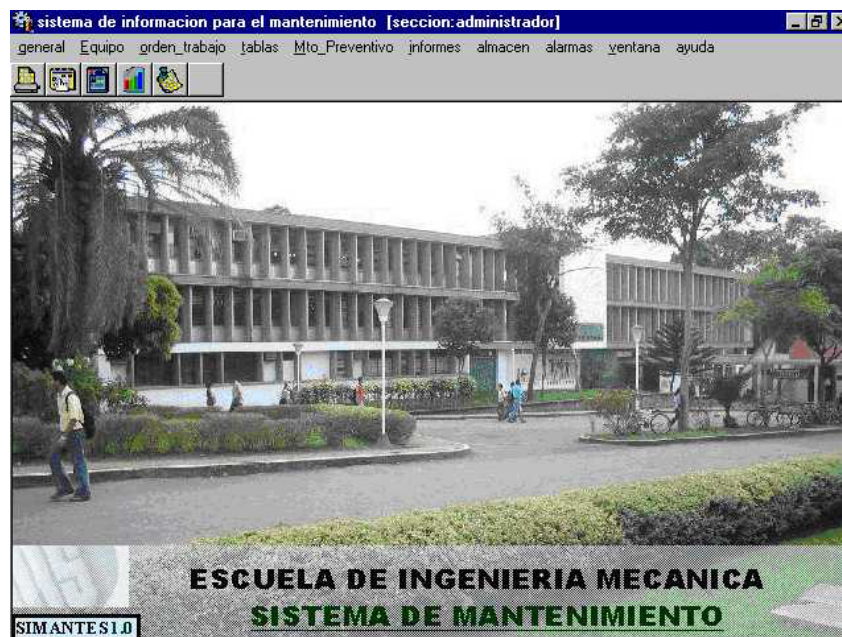 sistema de informacion para el mantenimiento [seccion:administrador]
general Equipo orden_trabajo tablas Mto_Preventivo informes almacen alarmas ventana ayuda
ESCUELA DE INGENIERIA MECANICA
SISTEMA DE MANTENIMIENTO
SIMANTES1.0